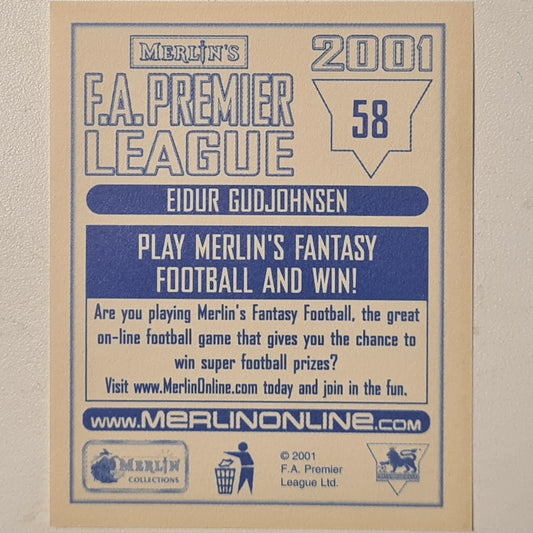 MERLIN'S
2001
F.A. PREMIER
LEAGUE
58
EIDUR GUDJOHNSEN
PLAY MERLIN'S FANTASY
FOOTBALL AND WIN!
Are you playing Merlin's Fantasy Football, the great
on-line football game that gives you the chance to
win super football prizes?
Visit www.MerlinOnline.com today and join in the fun.
www.MERLINONLINE.com
MERLIN
COLLECTIONS
© 2001
F.A. Premier
League Ltd.